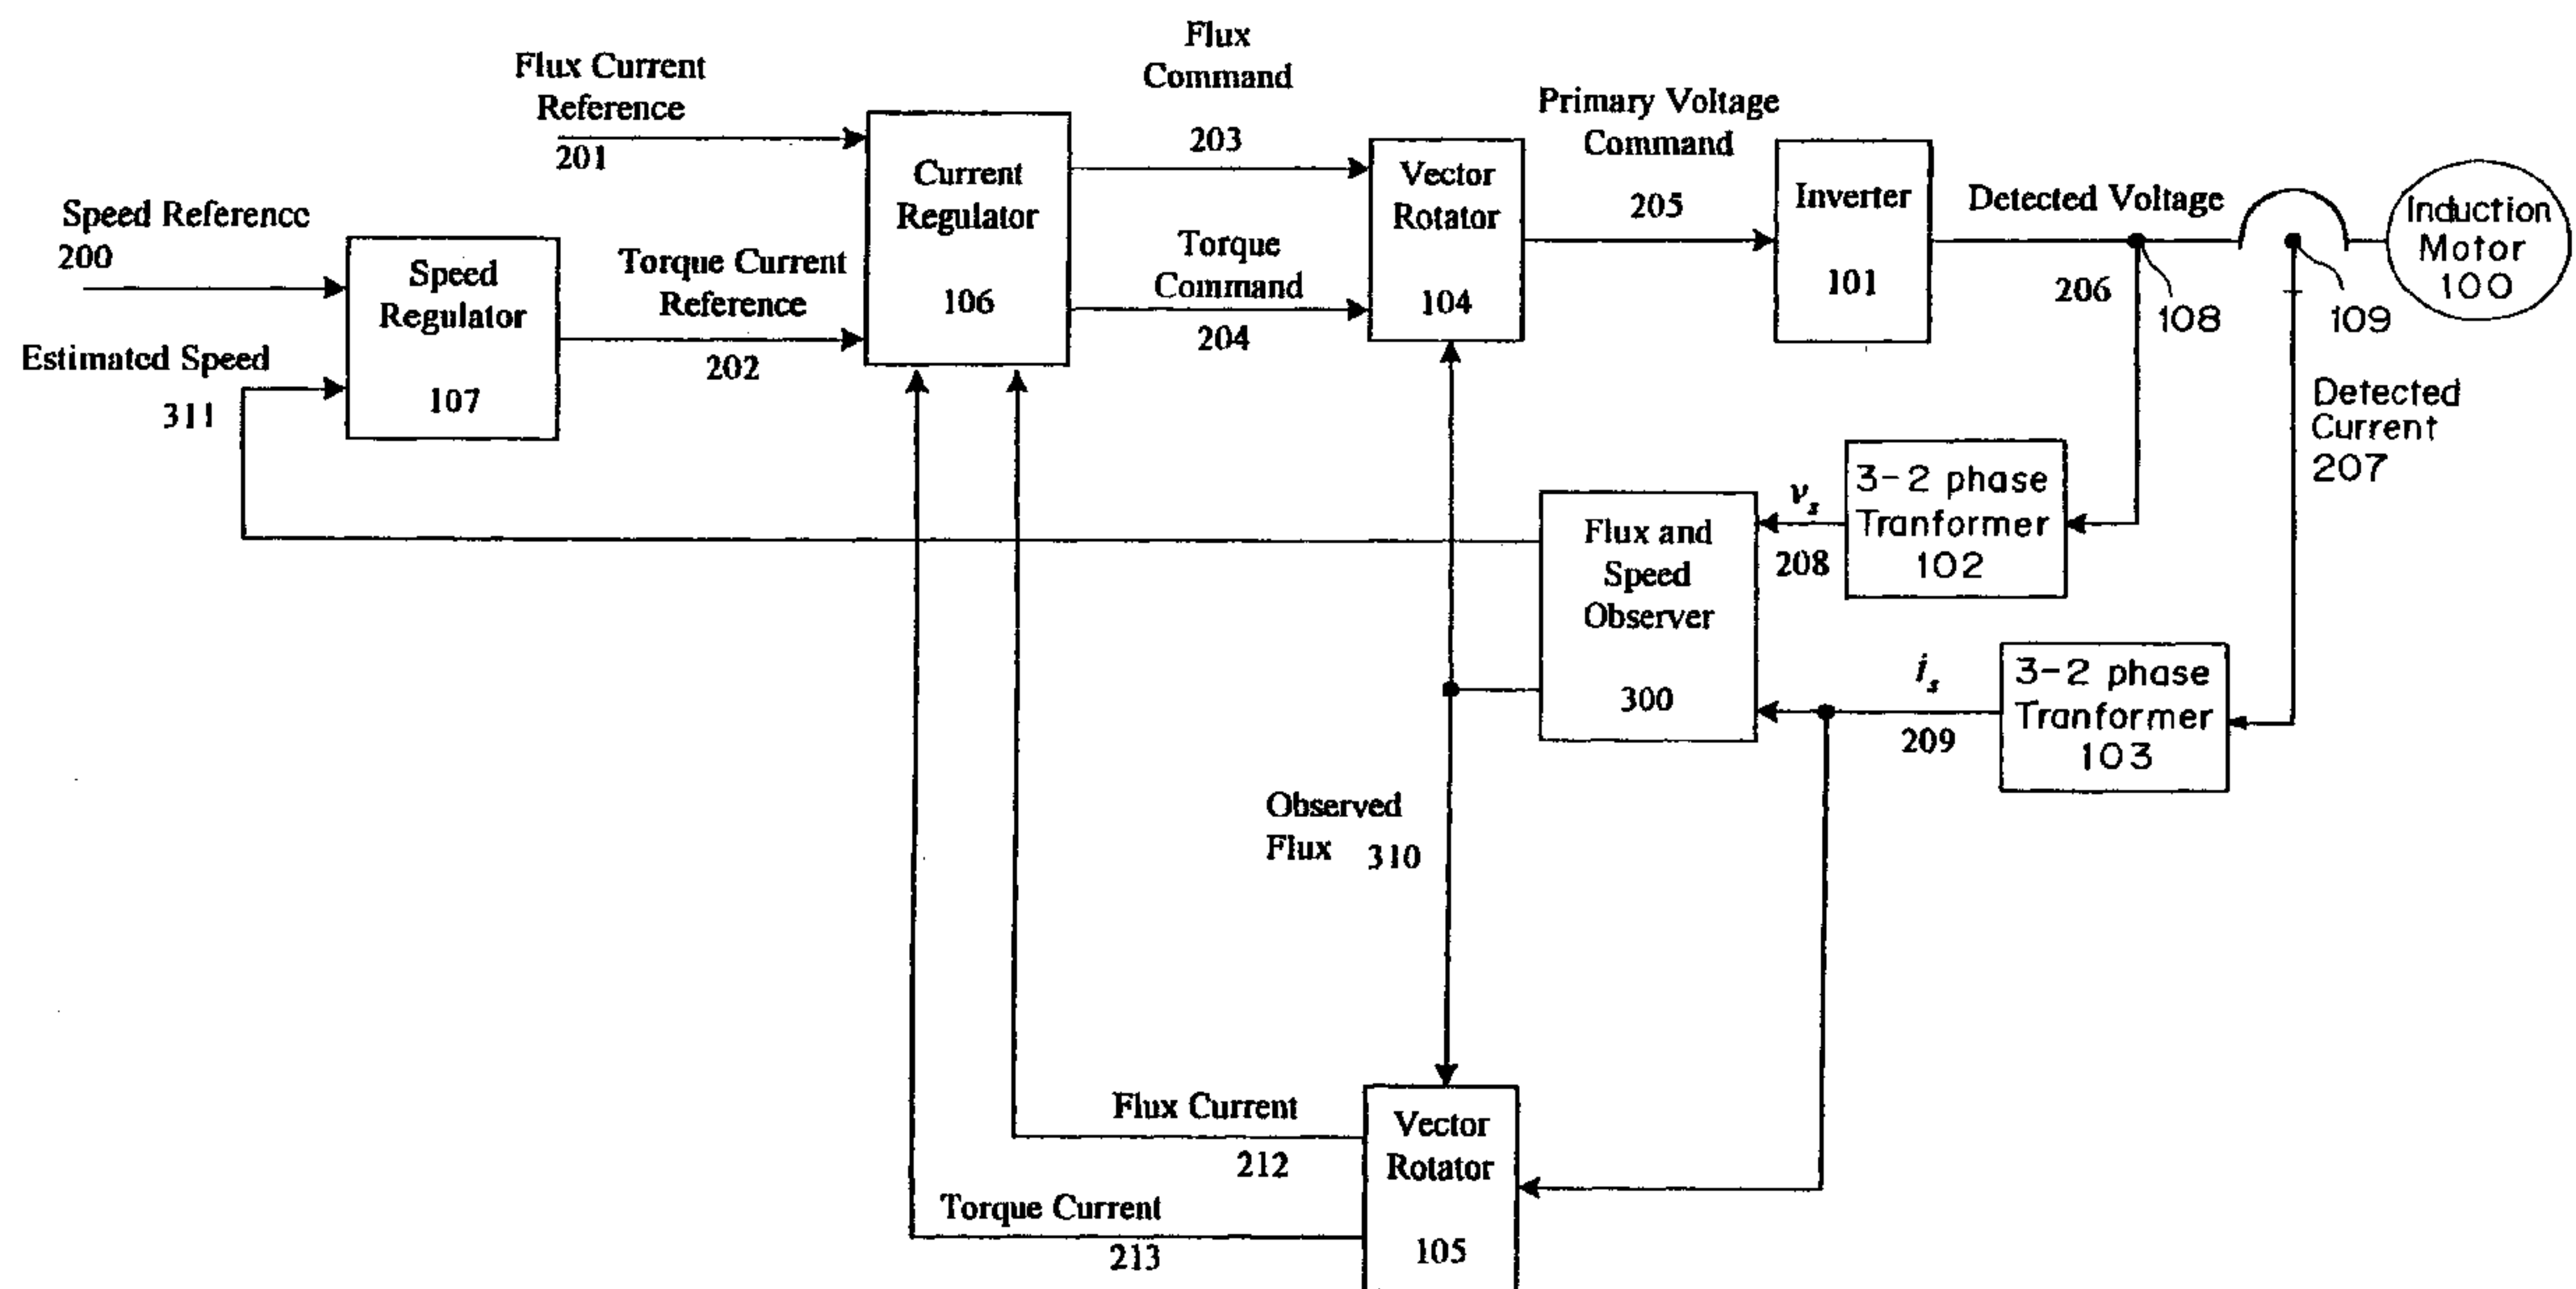 Flux Current
Reference
201
Flux
Command
203
Primary Voltage
Command
205
Speed Reference
200
Estimated Speed
311
Speed
Regulator
107
Torque Current
Reference
202
Current
Regulator
106
Torque
Command
204
Vector
Rotator
104
Inverter
101
Detected Voltage
206
108
109
Induction
Motor
100
Detected
Current
207
3-2 phase
Tranformer
102
vs
208
Flux and
Speed
Observer
300
is
209
3-2 phase
Tranformer
103
Observed
Flux 310
Flux Current
212
Torque Current
213
Vector
Rotator
105